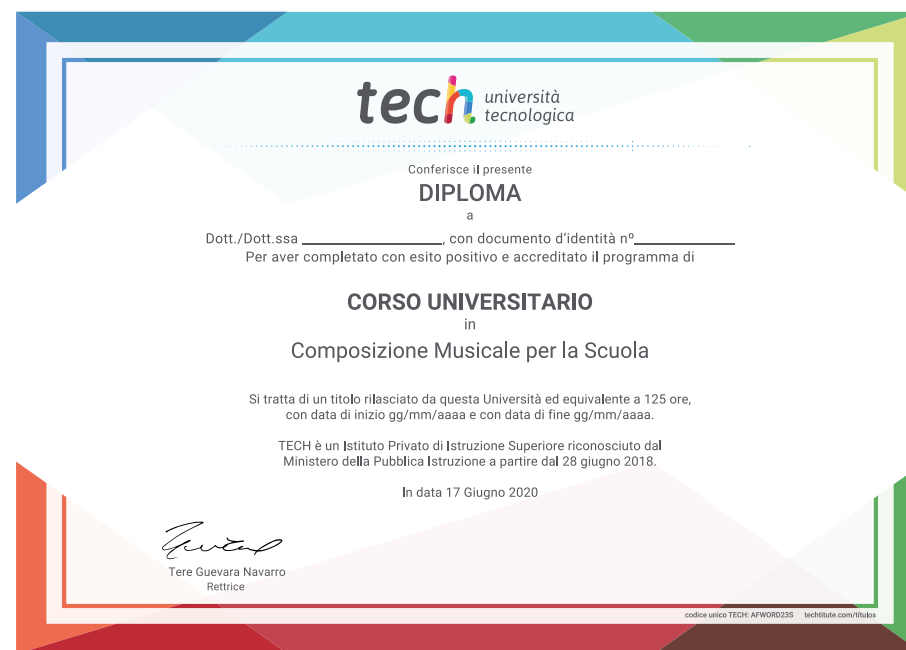 tech università
tecnologica
Conferisce il presente
DIPLOMA
a
Dott./Dott.ssa ____________________, con documento d'identità nº______________
Per aver completato con esito positivo e accreditato il programma di
CORSO UNIVERSITARIO
in
Composizione Musicale per la Scuola
Si tratta di un titolo rilasciato da questa Università ed equivalente a 125 ore,
con data di inizio gg/mm/aaaa e con data di fine gg/mm/aaaa.
TECH è un Istituto Privato di Istruzione Superiore riconosciuto dal
Ministero della Pubblica Istruzione a partire dal 28 giugno 2018.
In data 17 Giugno 2020
Tere Guevara Navarro
Rettrice
codice unico TECH: AFWORD23S techtitute.com/títulos